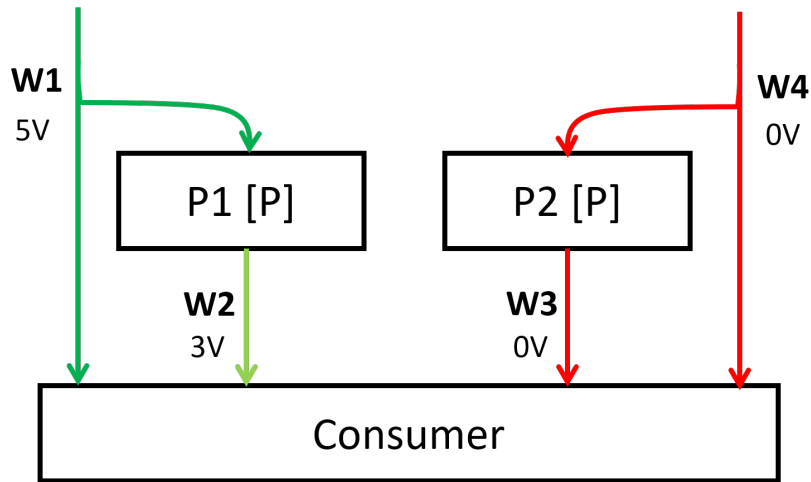 W1
5V
W4
0V
P1 [P]
P2 [P]
W2
3V
W3
0V
Consumer